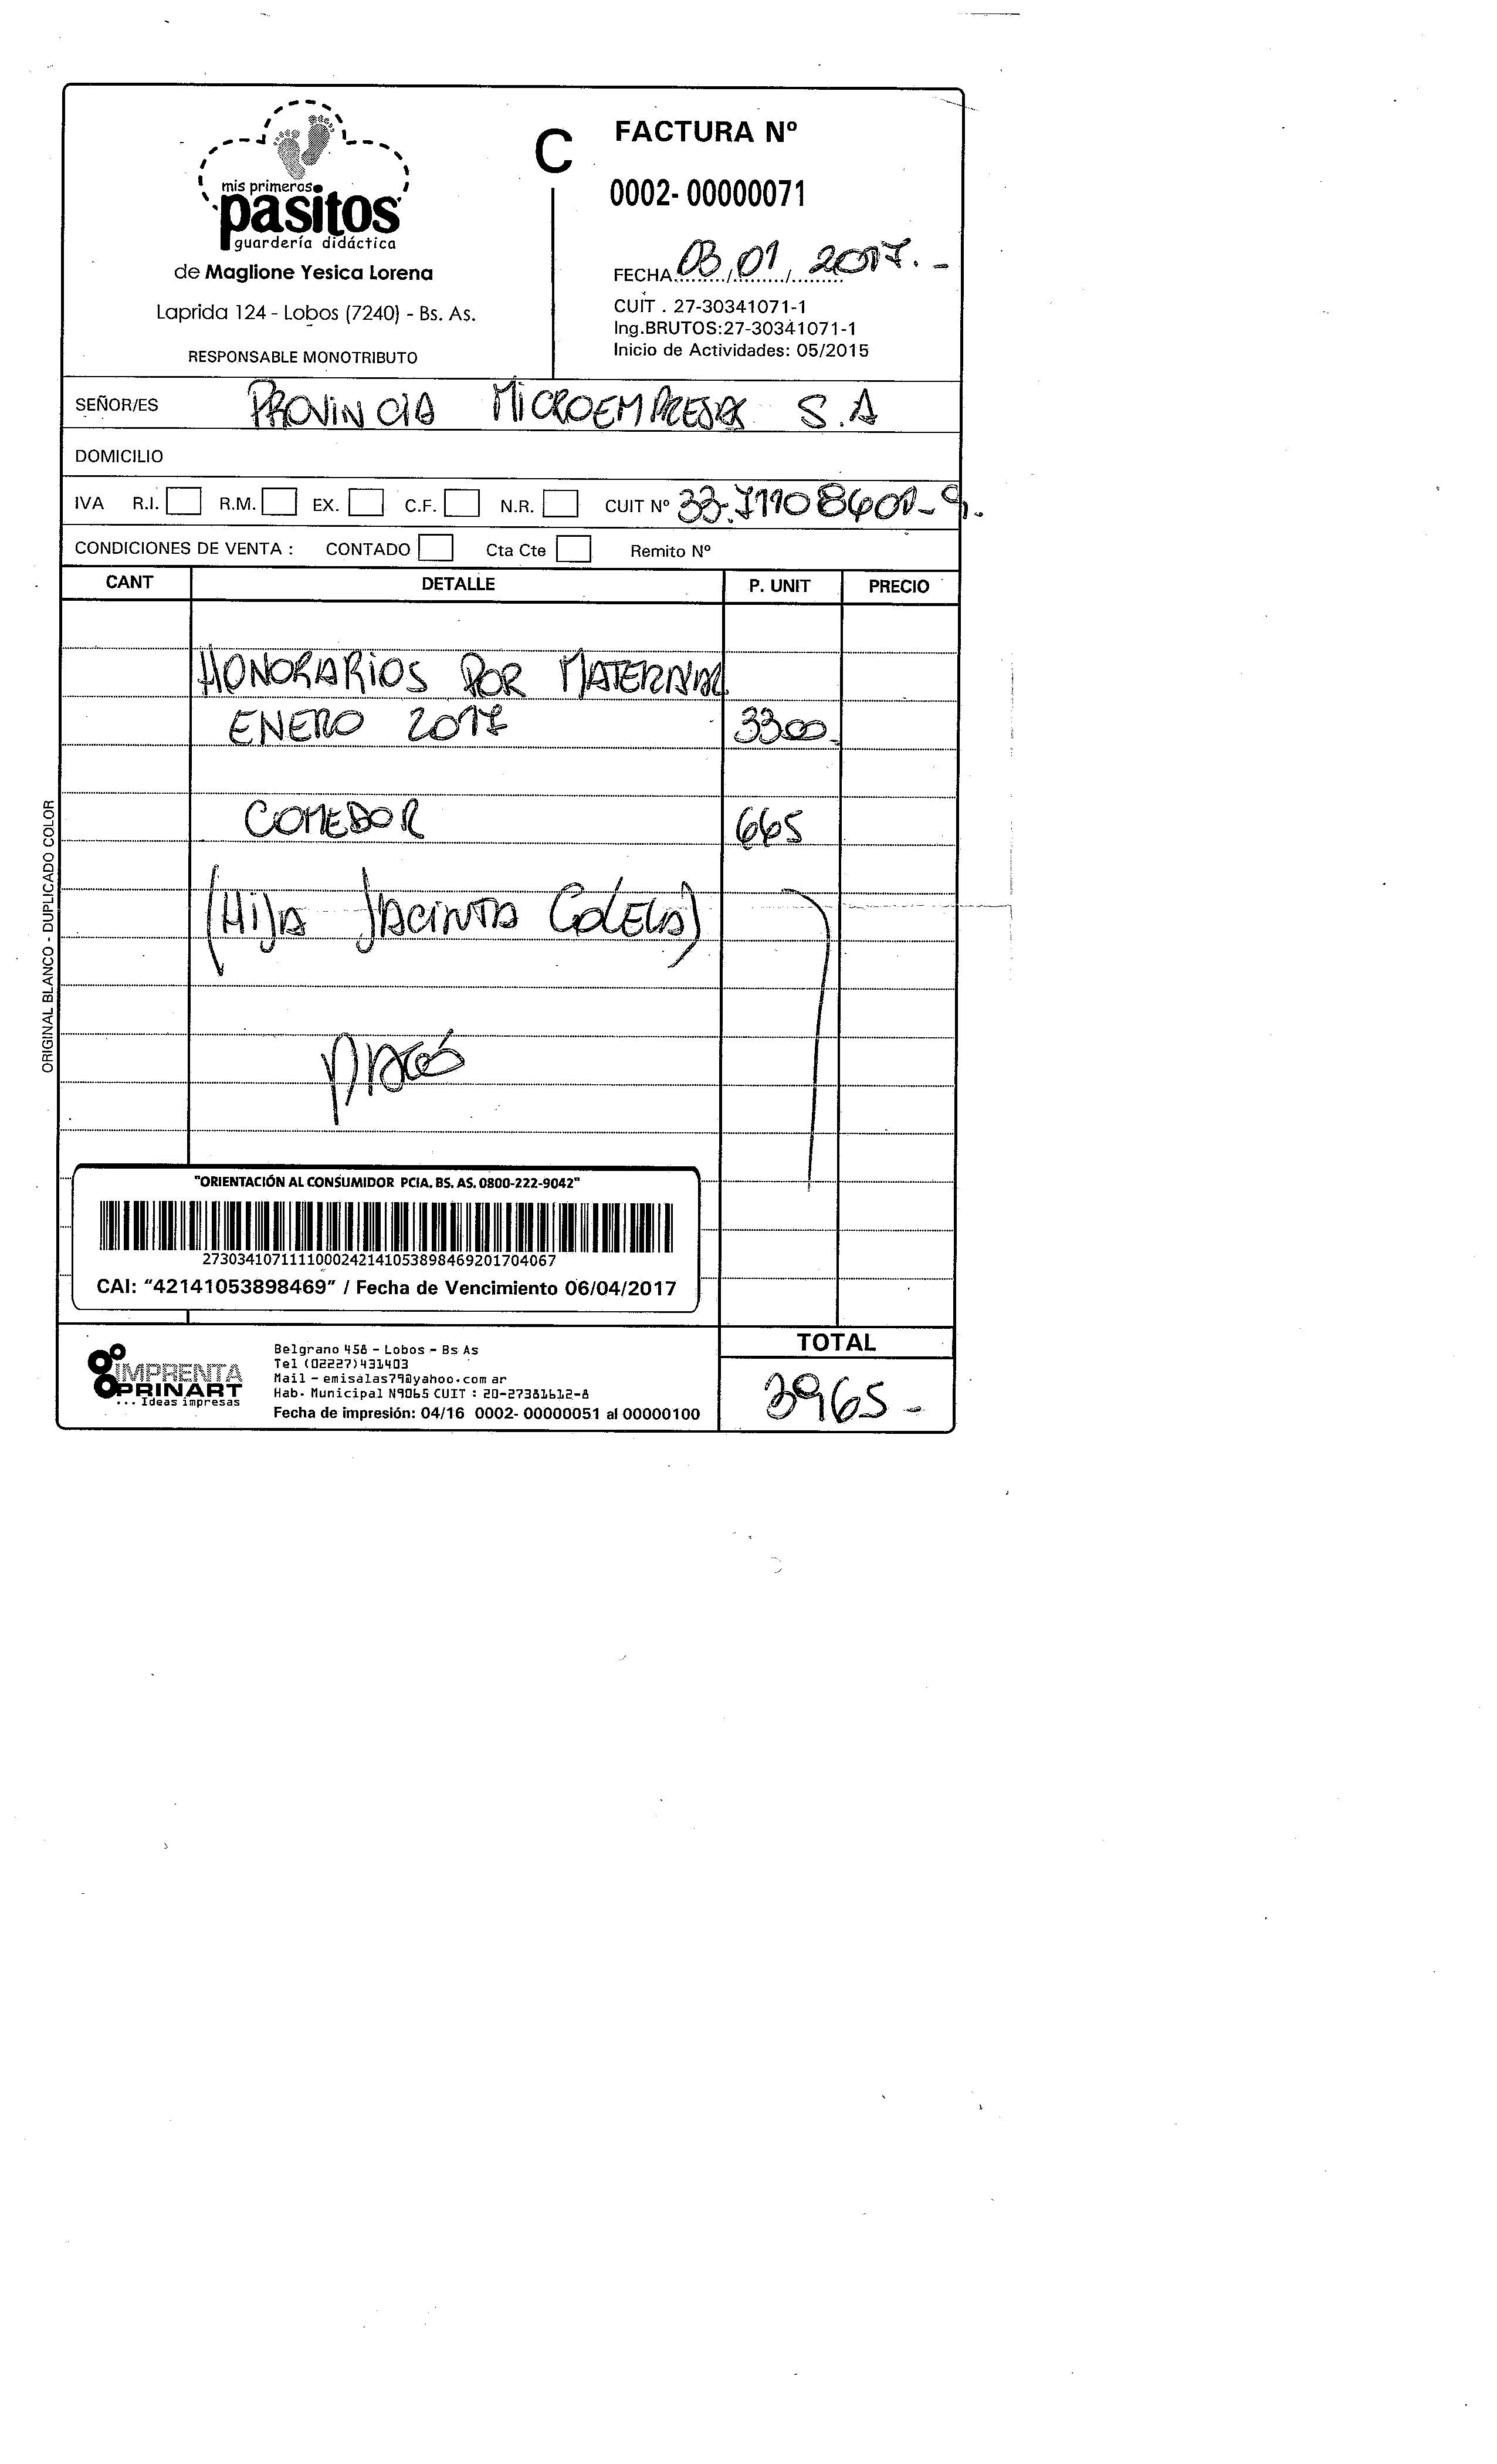 mis primeros
pasitos
guardería didáctica
de Maglione Yesica Lorena
Laprida 124 - Lobos (7240) - Bs. As.
RESPONSABLE MONOTRIBUTO
C
FACTURA Nº
0002- 00000071
FECHA 03/01/2017.-
CUIT . 27-30341071-1
Ing.BRUTOS:27-30341071-1
Inicio de Actividades: 05/2015
SEÑOR/ES PROVINCIA MICROEMPRESAS S.A
DOMICILIO
IVA R.I. R.M. EX. C.F. N.R. CUIT Nº 33-71108401-9.
CONDICIONES DE VENTA : CONTADO Cta Cte Remito Nº
CANT DETALLE P. UNIT PRECIO
HONORARIOS POR MATERNAL
ENERO 2017 3300.
COMEDOR 665
(HIJA JACINTA
ORIGINAL BLANCO - DUPLICADO COLOR
"ORIENTACIÓN AL CONSUMIDOR PCIA. BS. AS. 0800-222-9042"
273034107111100024214105389846920170406​7
CAI: "42141053898469" / Fecha de Vencimiento 06/04/2017
IMPRENTA
PRINART
... Ideas impresas
Belgrano 458 - Lobos - Bs As
Tel (02227)431403
Mail - emisalas79@yahoo.com ar
Hab. Municipal N9065 CUIT : 20-27381612-8
Fecha de impresión: 04/16 0002- 00000051 al 00000100
TOTAL
3965-